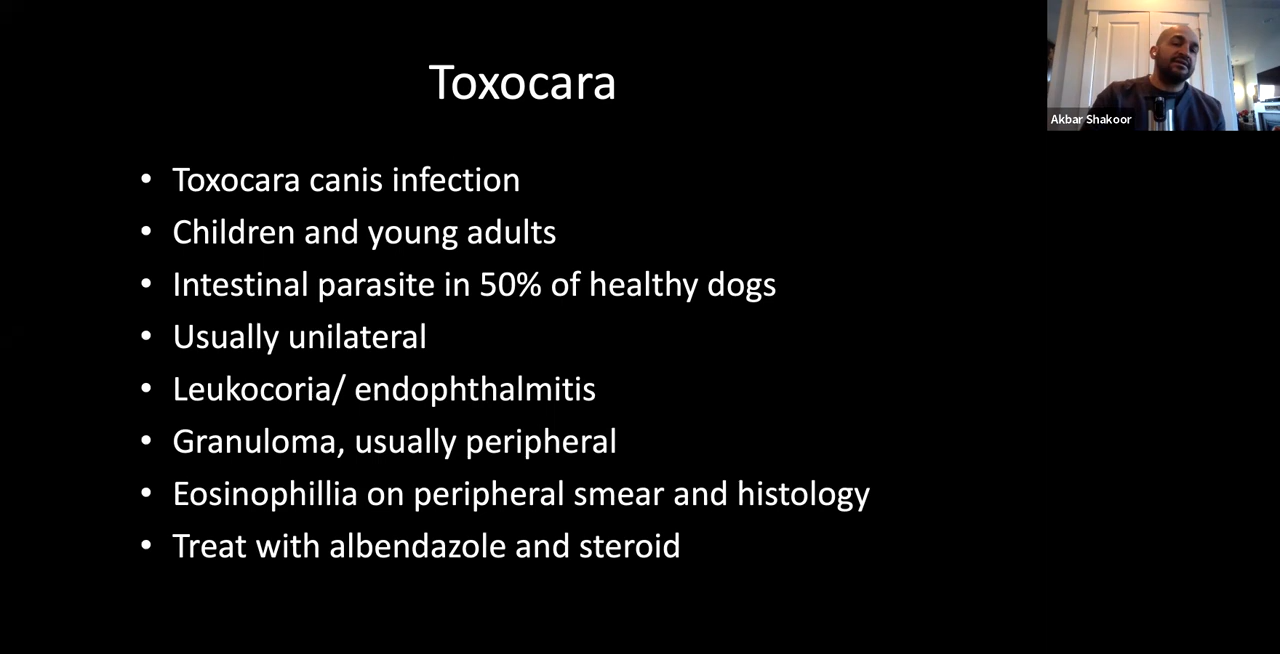 Toxocara
Akbar Shakoor
• Toxocara canis infection
• Children and young adults
• Intestinal parasite in 50% of healthy dogs
• Usually unilateral
• Leukocoria/ endophthalmitis
• Granuloma, usually peripheral
• Eosinophillia on peripheral smear and histology
• Treat with albendazole and steroid